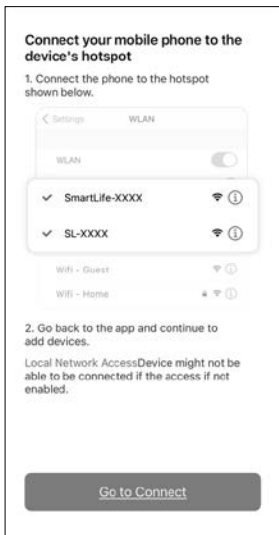 Connect your mobile phone to the
device's hotspot
1. Connect the phone to the hotspot
shown below.
Settings WLAN
WLAN
SmartLife-XXXX
SL-XXXX
Wifi - Guest
Wifi - Home
2. Go back to the app and continue to
add devices.
Local Network AccessDevice might not be
able to be connected if the access if not
enabled.
Go to Connect